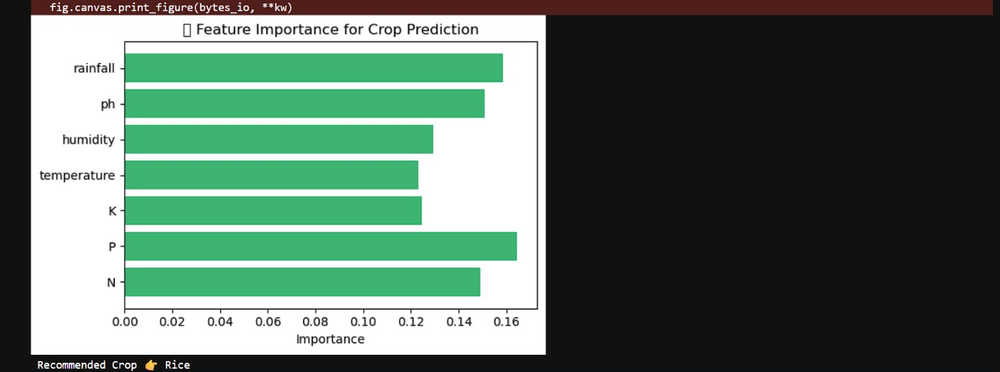 fig.canvas.print_figure(bytes_io, **kw)
▯ Feature Importance for Crop Prediction
rainfall
ph
humidity
temperature
K
P
N
0.00 0.02 0.04 0.06 0.08 0.10 0.12 0.14 0.16
Importance
Recommended Crop 👉 Rice